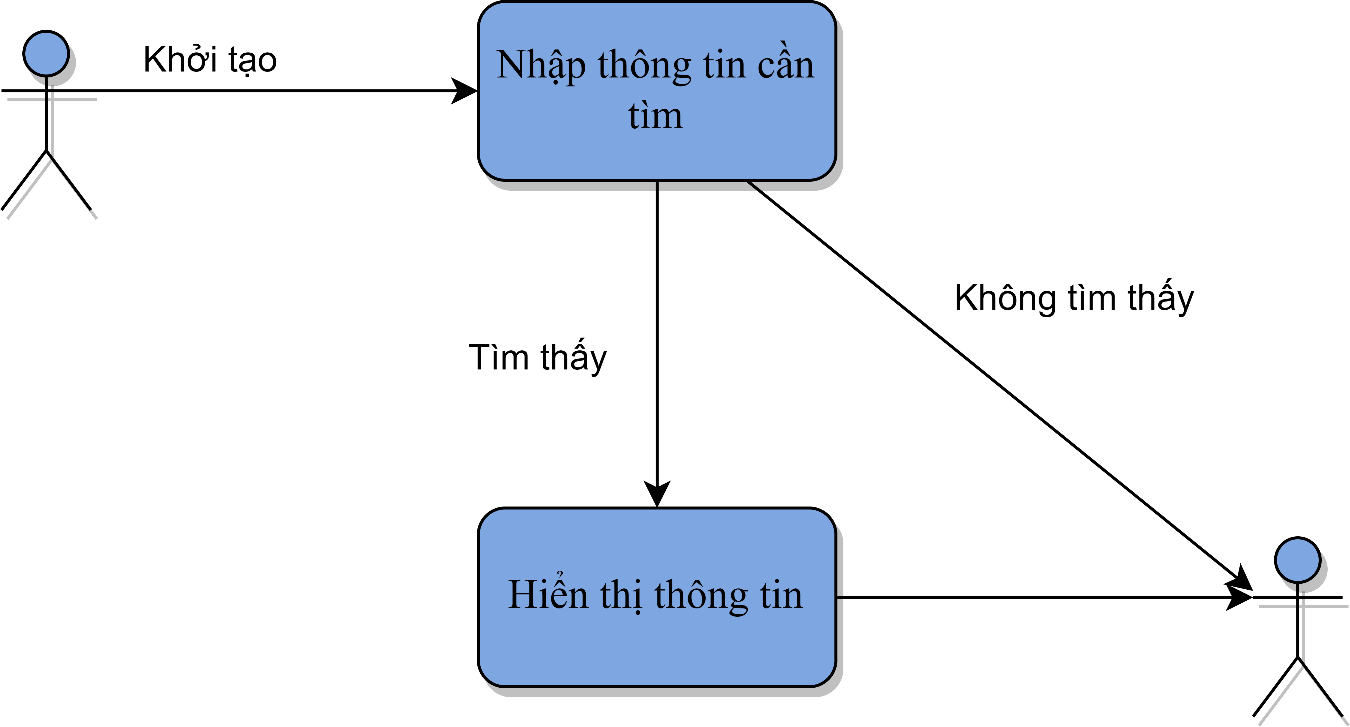 Khởi tạo
Nhập thông tin cần
tìm
Không tìm thấy
Tìm thấy
Hiển thị thông tin